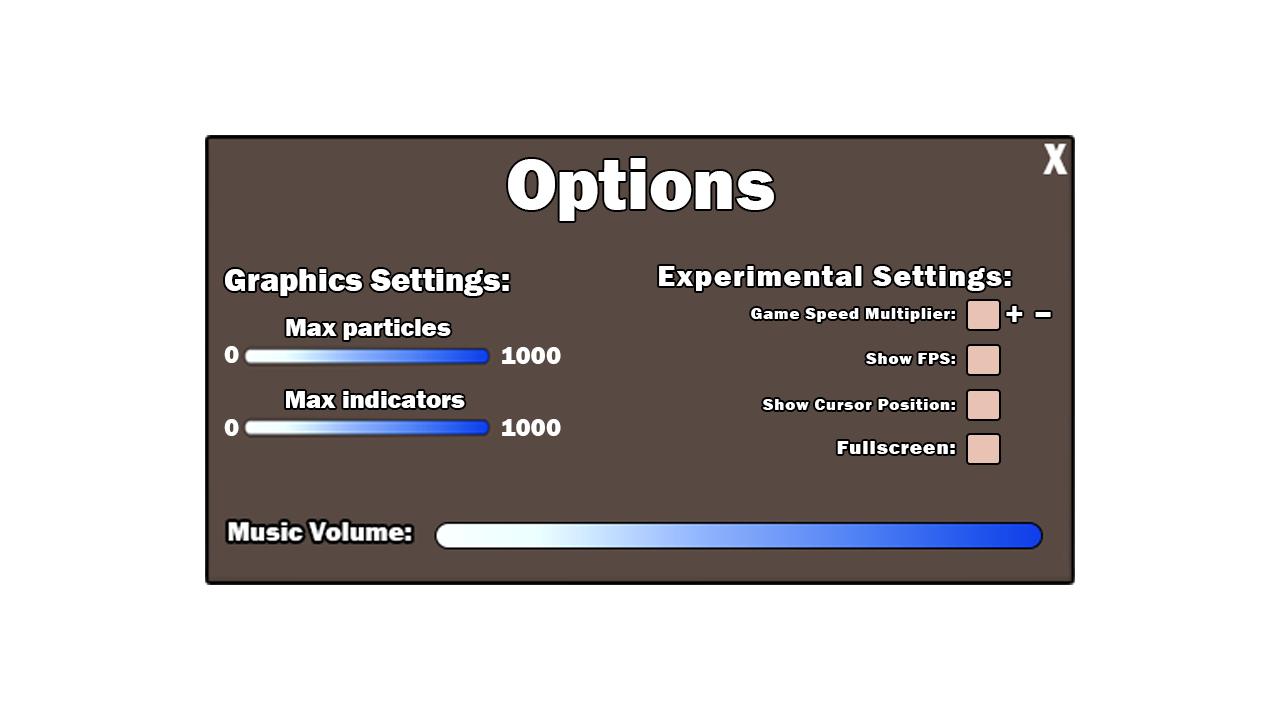 X
Options
Graphics Settings:
Max particles
0 1000
Max indicators
0 1000
Experimental Settings:
Game Speed Multiplier: + −
Show FPS:
Show Cursor Position:
Fullscreen:
Music Volume: